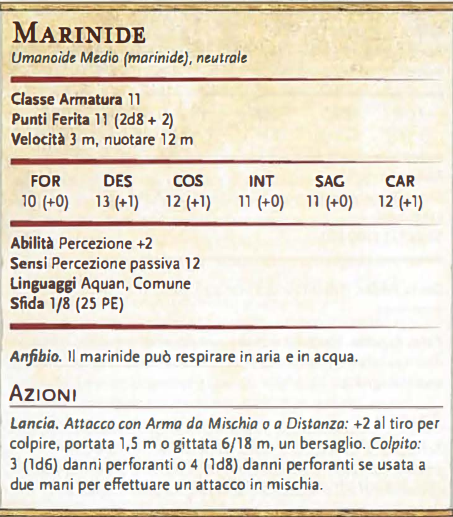 MARINIDE
Umanoide Medio (marinide), neutrale
Classe Armatura 11
Punti Ferita 11 (2d8 + 2)
Velocità 3 m, nuotare 12 m
FOR DES COS INT SAG CAR
10 (+0) 13 (+1) 12 (+1) 11 (+0) 11 (+0) 12 (+1)
Abilità Percezione +2
Sensi Percezione passiva 12
Linguaggi Aquan, Comune
Sfida 1/8 (25 PE)
Anfibio. Il marinide può respirare in aria e in acqua.
AZIONI
Lancia. Attacco con Arma da Mischia o a Distanza: +2 al tiro per
colpire, portata 1,5 m o gittata 6/18 m, un bersaglio. Colpito:
3 (1d6) danni perforanti o 4 (1d8) danni perforanti se usata a
due mani per effettuare un attacco in mischia.